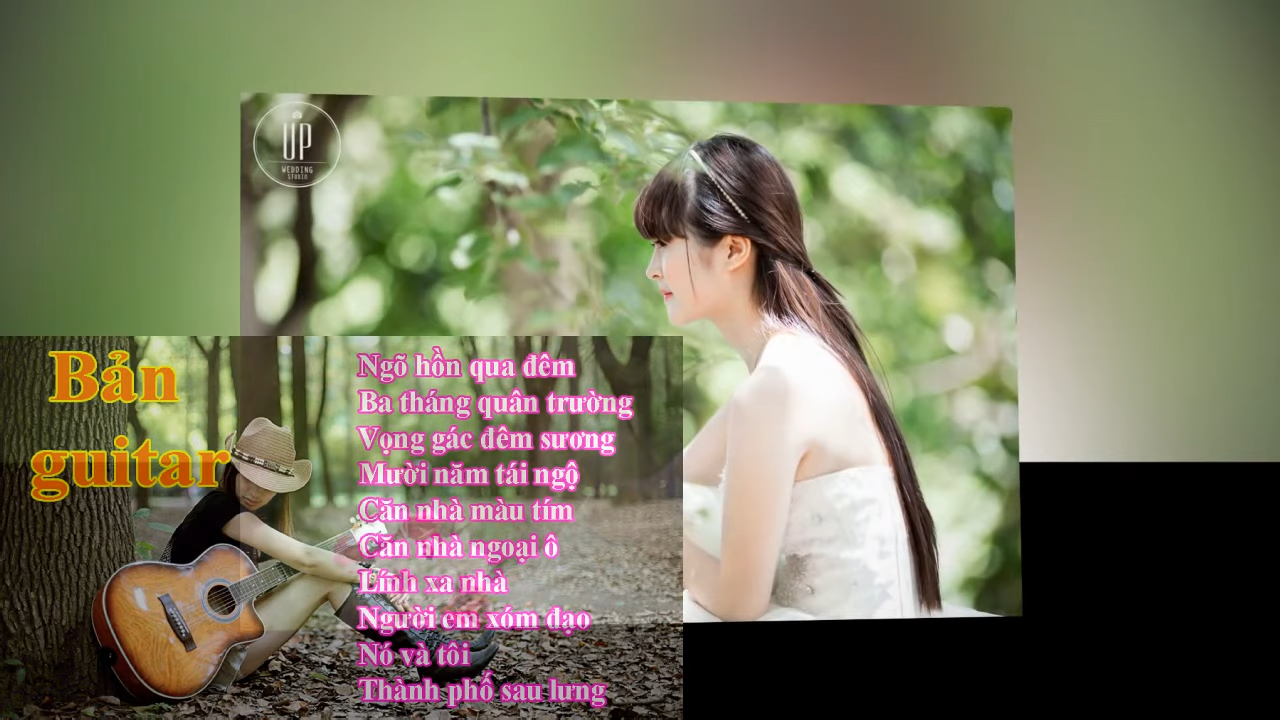 ÚP
WEDDING
STUDIO
Bản
guitar
Ngõ hồn qua đêm
Ba tháng quân trường
Vọng gác đêm sương
Mười năm tái ngộ
Căn nhà màu tím
Căn nhà ngoại ô
Lính xa nhà
Người em xóm đạo
Nó và tôi
Thành phố sau lưng